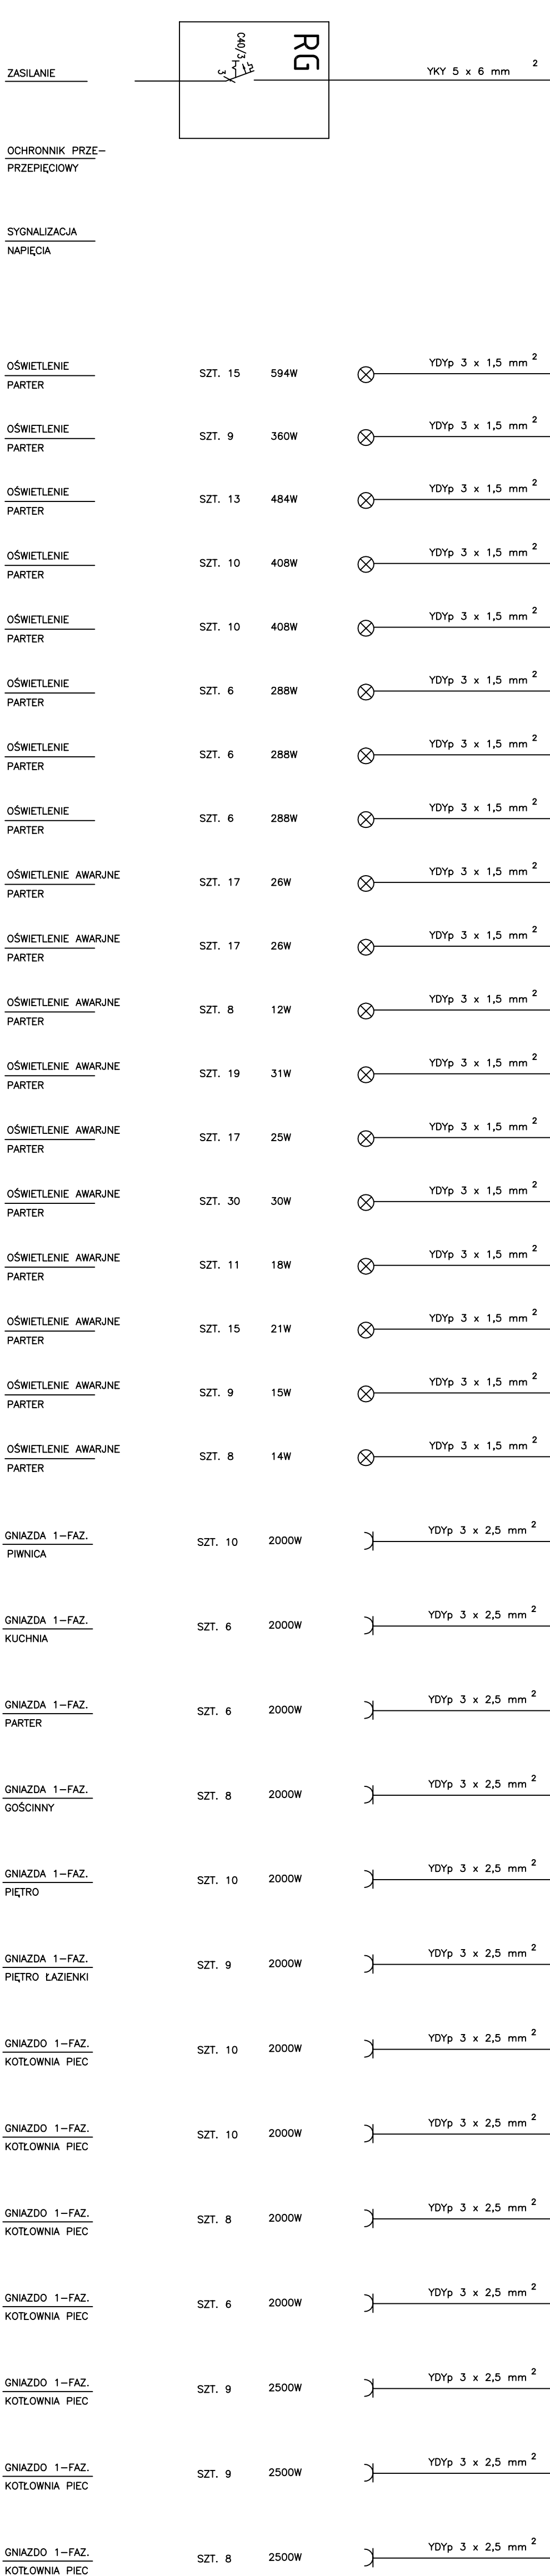 C40/3
3
RG
ZASILANIE
YKY 5 x 6 mm 2
OCHRONNIK PRZE-
PRZEPIĘCIOWY
SYGNALIZACJA
NAPIĘCIA
OŚWIETLENIE
PARTER
SZT. 15 594W
YDYp 3 x 1,5 mm 2
OŚWIETLENIE
PARTER
SZT. 9 360W
YDYp 3 x 1,5 mm 2
OŚWIETLENIE
PARTER
SZT. 13 484W
YDYp 3 x 1,5 mm 2
OŚWIETLENIE
PARTER
SZT. 10 408W
YDYp 3 x 1,5 mm 2
OŚWIETLENIE
PARTER
SZT. 10 408W
YDYp 3 x 1,5 mm 2
OŚWIETLENIE
PARTER
SZT. 6 288W
YDYp 3 x 1,5 mm 2
OŚWIETLENIE
PARTER
SZT. 6 288W
YDYp 3 x 1,5 mm 2
OŚWIETLENIE
PARTER
SZT. 6 288W
YDYp 3 x 1,5 mm 2
OŚWIETLENIE AWARJNE
PARTER
SZT. 17 26W
YDYp 3 x 1,5 mm 2
OŚWIETLENIE AWARJNE
PARTER
SZT. 17 26W
YDYp 3 x 1,5 mm 2
OŚWIETLENIE AWARJNE
PARTER
SZT. 8 12W
YDYp 3 x 1,5 mm 2
OŚWIETLENIE AWARJNE
PARTER
SZT. 19 31W
YDYp 3 x 1,5 mm 2
OŚWIETLENIE AWARJNE
PARTER
SZT. 17 25W
YDYp 3 x 1,5 mm 2
OŚWIETLENIE AWARJNE
PARTER
SZT. 30 30W
YDYp 3 x 1,5 mm 2
OŚWIETLENIE AWARJNE
PARTER
SZT. 11 18W
YDYp 3 x 1,5 mm 2
OŚWIETLENIE AWARJNE
PARTER
SZT. 15 21W
YDYp 3 x 1,5 mm 2
OŚWIETLENIE AWARJNE
PARTER
SZT. 9 15W
YDYp 3 x 1,5 mm 2
OŚWIETLENIE AWARJNE
PARTER
SZT. 8 14W
YDYp 3 x 1,5 mm 2
GNIAZDA 1-FAZ.
PIWNICA
SZT. 10 2000W
YDYp 3 x 2,5 mm 2
GNIAZDA 1-FAZ.
KUCHNIA
SZT. 6 2000W
YDYp 3 x 2,5 mm 2
GNIAZDA 1-FAZ.
PARTER
SZT. 6 2000W
YDYp 3 x 2,5 mm 2
GNIAZDA 1-FAZ.
GOŚCINNY
SZT. 8 2000W
YDYp 3 x 2,5 mm 2
GNIAZDA 1-FAZ.
PIĘTRO
SZT. 10 2000W
YDYp 3 x 2,5 mm 2
GNIAZDA 1-FAZ.
PIĘTRO ŁAZIENKI
SZT. 9 2000W
YDYp 3 x 2,5 mm 2
GNIAZDO 1-FAZ.
KOTŁOWNIA PIEC
SZT. 10 2000W
YDYp 3 x 2,5 mm 2
GNIAZDO 1-FAZ.
KOTŁOWNIA PIEC
SZT. 10 2000W
YDYp 3 x 2,5 mm 2
GNIAZDO 1-FAZ.
KOTŁOWNIA PIEC
SZT. 8 2000W
YDYp 3 x 2,5 mm 2
GNIAZDO 1-FAZ.
KOTŁOWNIA PIEC
SZT. 6 2000W
YDYp 3 x 2,5 mm 2
GNIAZDO 1-FAZ.
KOTŁOWNIA PIEC
SZT. 9 2500W
YDYp 3 x 2,5 mm 2
GNIAZDO 1-FAZ.
KOTŁOWNIA PIEC
SZT. 9 2500W
YDYp 3 x 2,5 mm 2
GNIAZDO 1-FAZ.
KOTŁOWNIA PIEC
SZT. 8 2500W
YDYp 3 x 2,5 mm 2